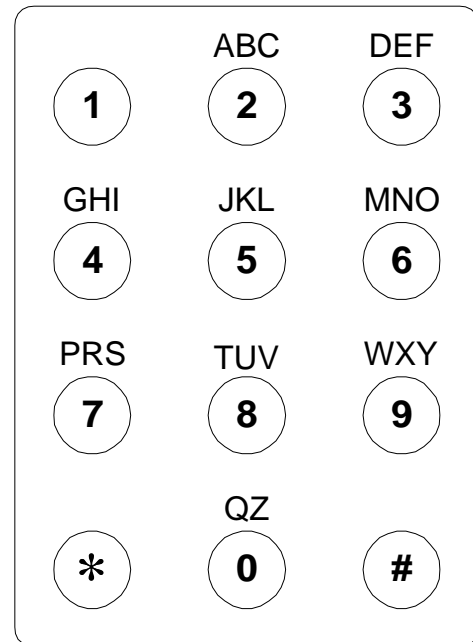 ABC DEF
1 2 3
GHI JKL MNO
4 5 6
PRS TUV WXY
7 8 9
QZ
* 0 #